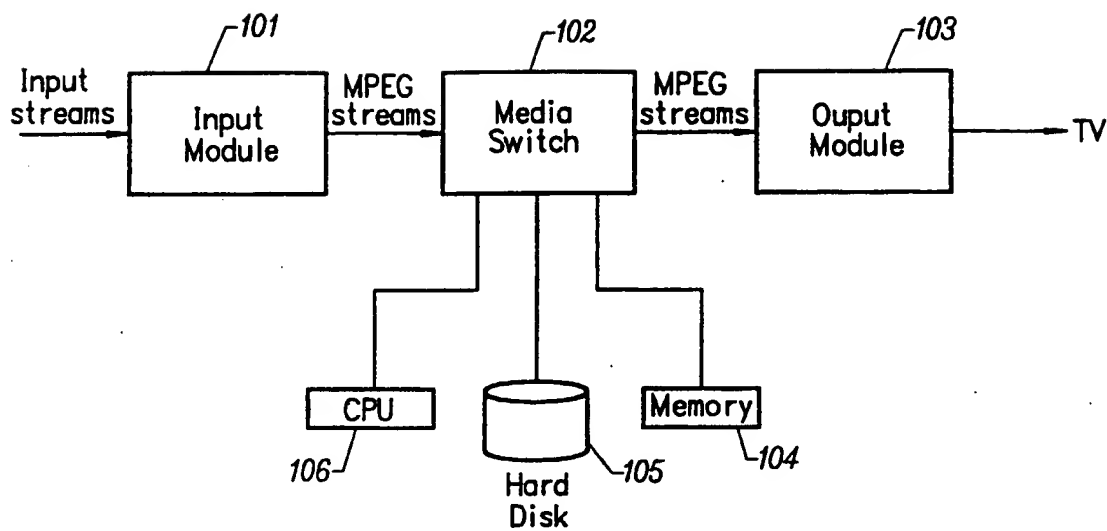 101
102
103
Input
streams
Input
Module
MPEG
streams
Media
Switch
MPEG
streams
Ouput
Module
TV
CPU
106
Hard
Disk
105
Memory
104